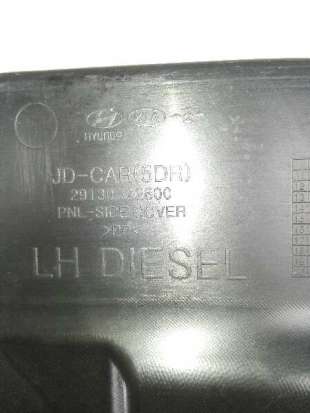 HYUNDAI
JD-CAR(5DR)
PNL-SIDE COVER
LH DIESEL